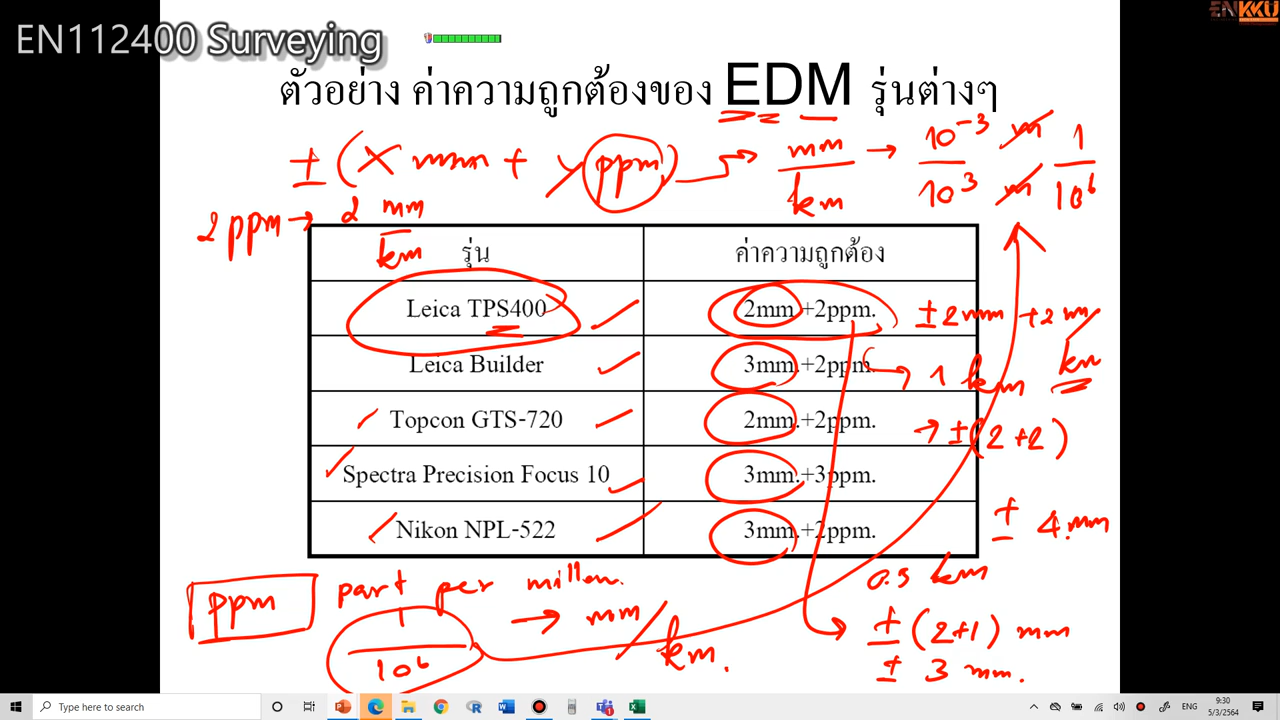 EN112400 Surveying
ENKKU
ตัวอย่าง ค่าความถูกต้องของ EDM รุ่นต่างๆ
± (X mm + y ppm) → mm/km → 10⁻³ m / 10³ m 1/10⁶
2 ppm → 2 mm/km
รุ่น ค่าความถูกต้อง
Leica TPS400 2mm.+2ppm.
± 2mm + 2 m/km
Leica Builder 3mm.+2ppm.
→ 1 km
Topcon GTS-720 2mm.+2ppm.
→ ± (2+2)
Spectra Precision Focus 10 3mm.+3ppm.
Nikon NPL-522 3mm.+2ppm.
± 4 mm
0.5 km
ppm part per millon.
1/10⁶ → mm/km.
→ ± (2+1) mm
± 3 mm.
Type here to search
ENG
9:30
5/3/2564